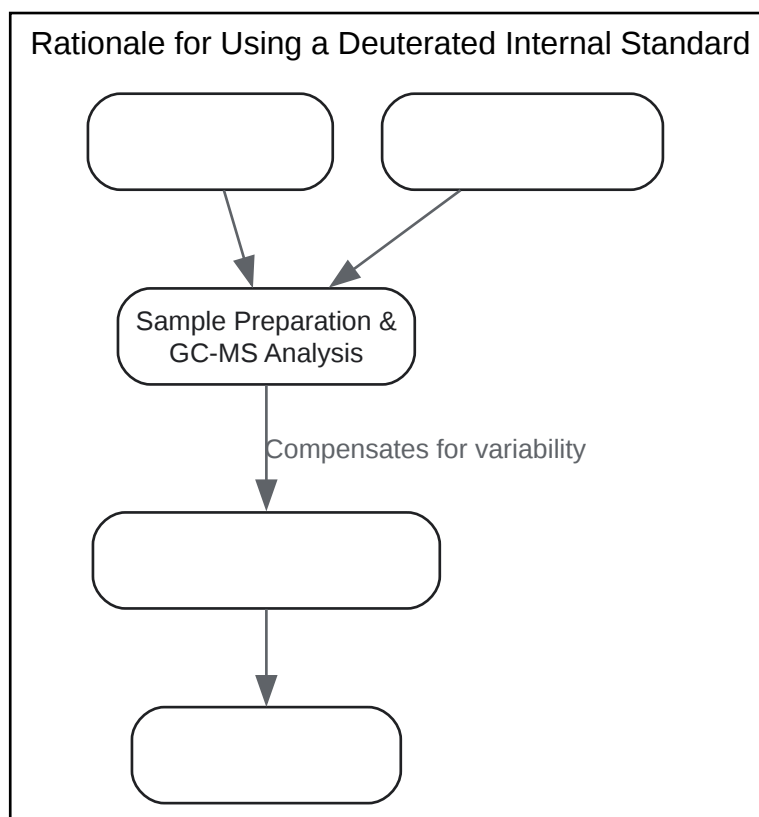 Rationale for Using a Deuterated Internal Standard
Sample Preparation &
GC-MS Analysis
Compensates for variability